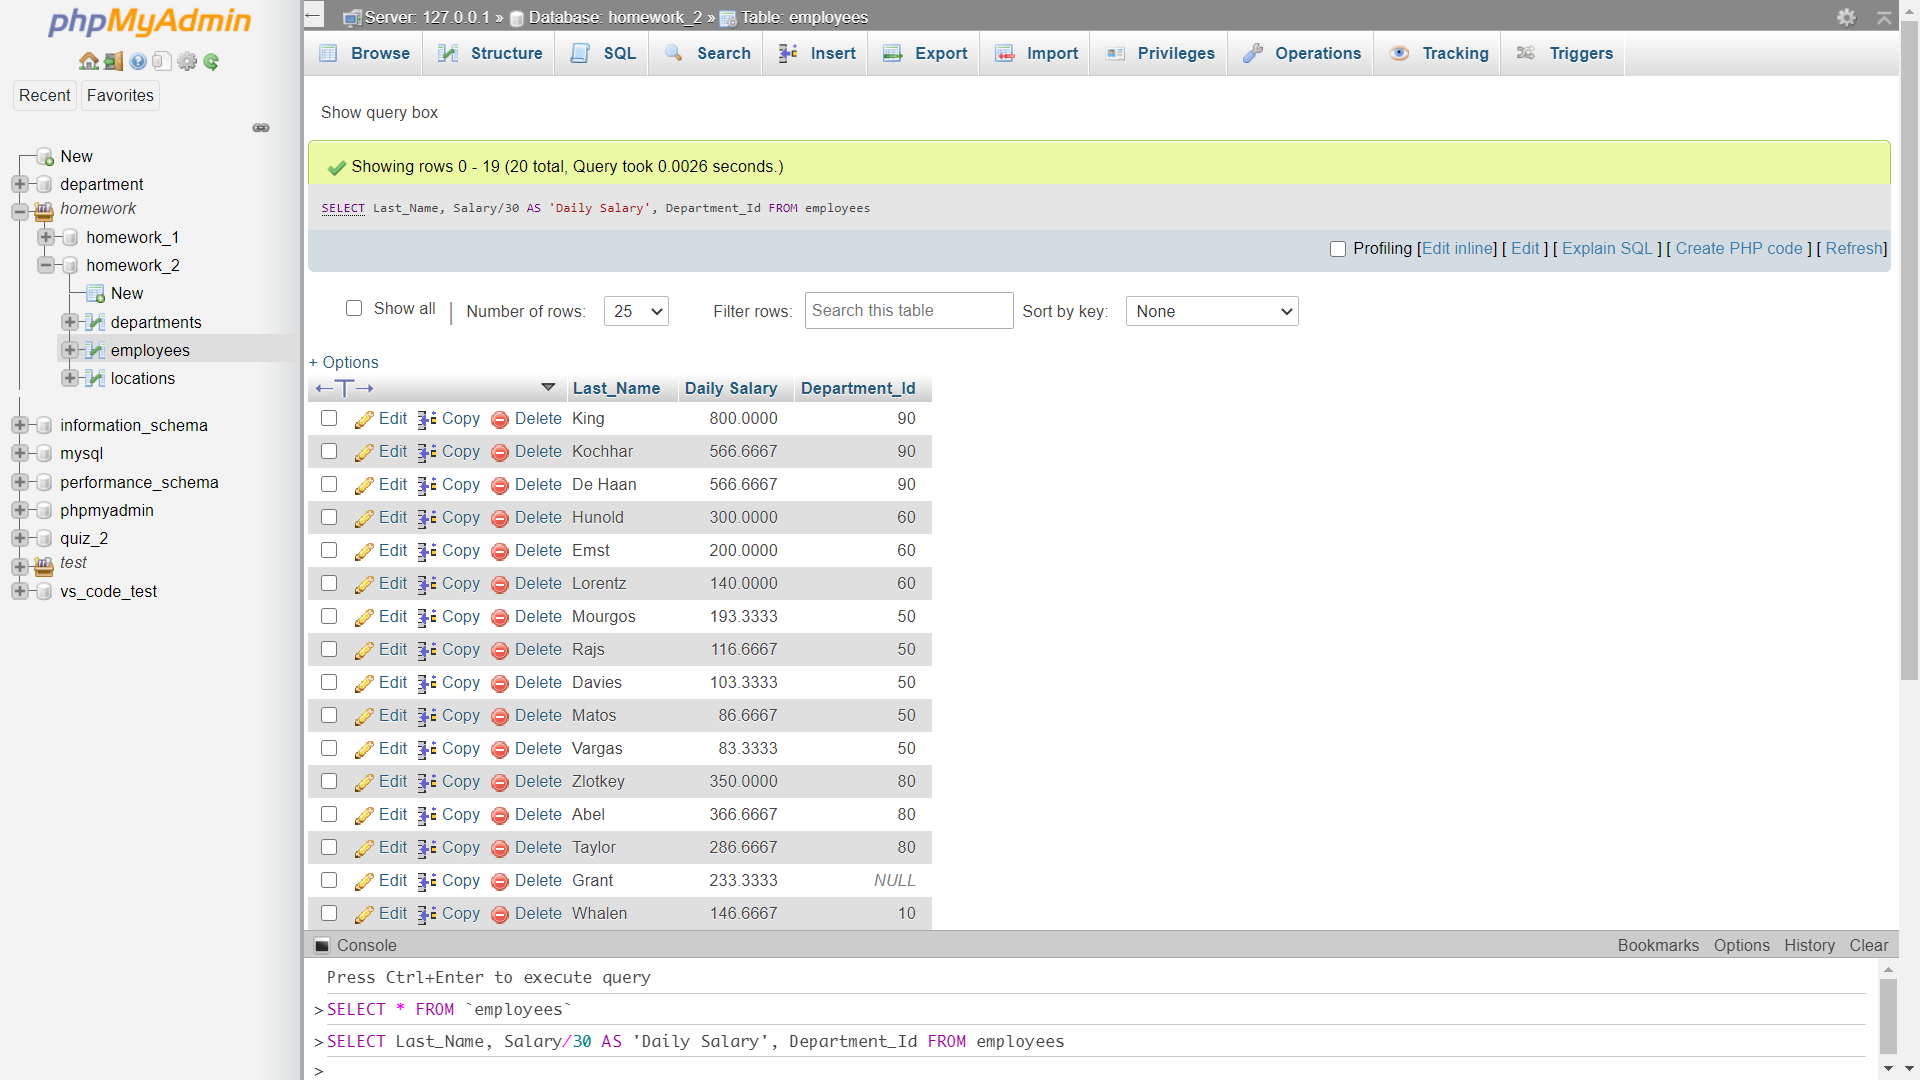 phpMyAdmin
Recent Favorites
New
department
homework
homework_1
homework_2
New
departments
employees
locations
information_schema
mysql
performance_schema
phpmyadmin
quiz_2
test
vs_code_test
Server: 127.0.0.1 » Database: homework_2 » Table: employees
Browse Structure SQL Search Insert Export Import Privileges Operations Tracking Triggers
Show query box
Showing rows 0 - 19 (20 total, Query took 0.0026 seconds.)
SELECT Last_Name, Salary/30 AS 'Daily Salary', Department_Id FROM employees
Profiling [Edit inline] [ Edit ] [ Explain SQL ] [ Create PHP code ] [ Refresh]
Show all | Number of rows: 25 Filter rows: Search this table Sort by key: None
+ Options
←T→ Last_Name Daily Salary Department_Id
Edit Copy Delete King 800.0000 90
Edit Copy Delete Kochhar 566.6667 90
Edit Copy Delete De Haan 566.6667 90
Edit Copy Delete Hunold 300.0000 60
Edit Copy Delete Emst 200.0000 60
Edit Copy Delete Lorentz 140.0000 60
Edit Copy Delete Mourgos 193.3333 50
Edit Copy Delete Rajs 116.6667 50
Edit Copy Delete Davies 103.3333 50
Edit Copy Delete Matos 86.6667 50
Edit Copy Delete Vargas 83.3333 50
Edit Copy Delete Zlotkey 350.0000 80
Edit Copy Delete Abel 366.6667 80
Edit Copy Delete Taylor 286.6667 80
Edit Copy Delete Grant 233.3333 NULL
Edit Copy Delete Whalen 146.6667 10
Console Bookmarks Options History Clear
Press Ctrl+Enter to execute query
>SELECT * FROM `employees`
>SELECT Last_Name, Salary/30 AS 'Daily Salary', Department_Id FROM employees
>